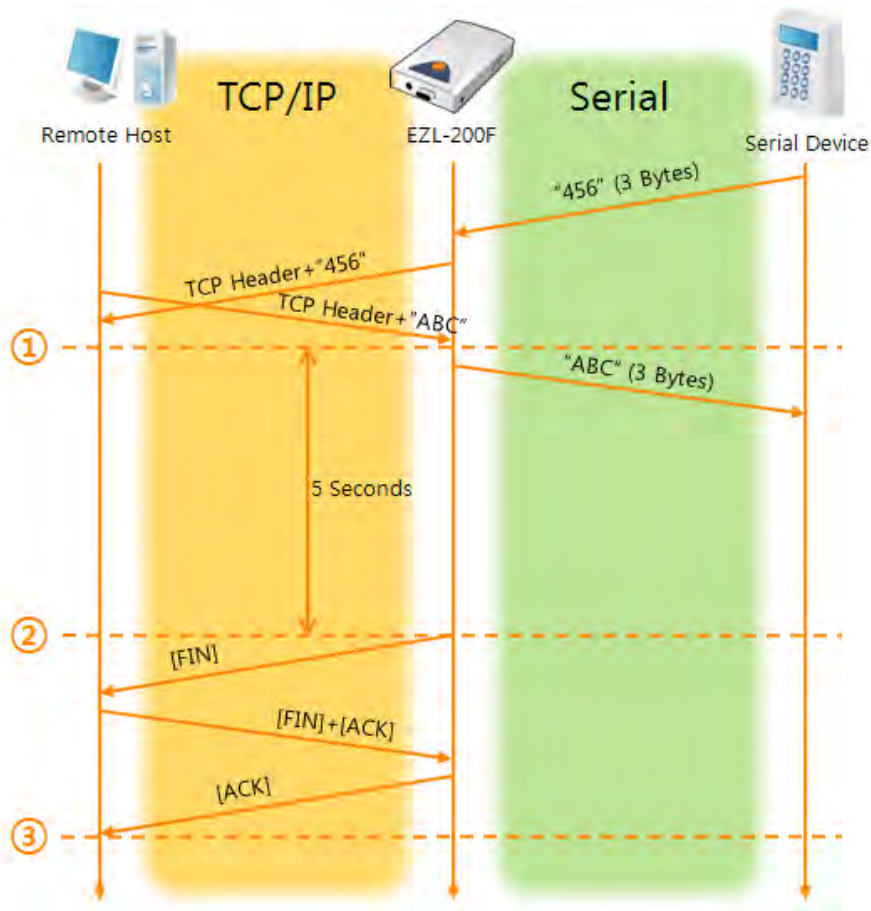 TCP/IP
Serial
Remote Host
EZL-200F
Serial Device
"456" (3 Bytes)
TCP Header+"456"
TCP Header+"ABC"
①
"ABC" (3 Bytes)
5 Seconds
②
[FIN]
[FIN]+[ACK]
[ACK]
③